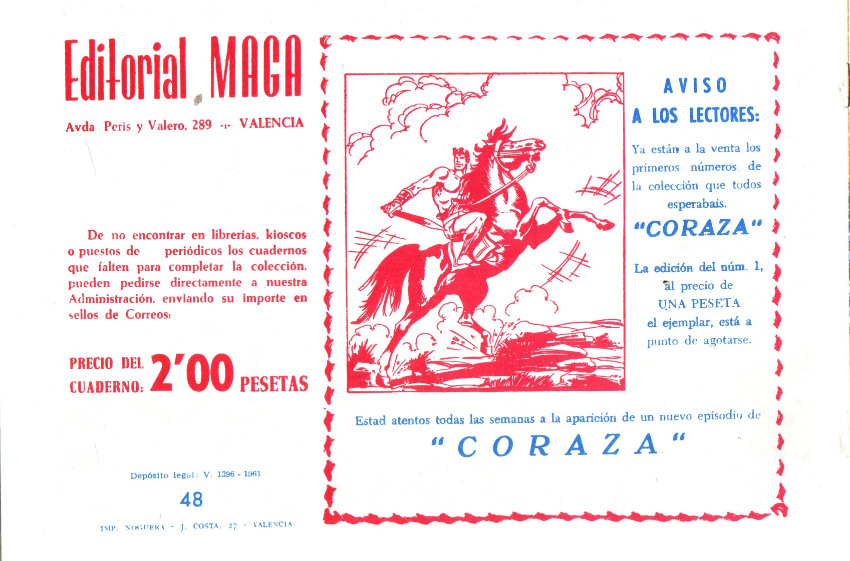 Editorial MAGA
Avda Peris y Valero, 289 -:- VALENCIA
De no encontrar en librerías, kioscos
o puestos de periódicos los cuadernos
que falten para completar la colección,
pueden pedirse directamente a nuestra
Administración, enviando su importe en
sellos de Correos:
PRECIO DEL
CUADERNO: 2'00 PESETAS
Depósito legal: V. 1396 - 1961
48
IMP. NOGUERA - J. COSTA, 27 - VALENCIA
AVISO
A LOS LECTORES:
Ya están a la venta los
primeros números de
la colección que todos
esperabais.
"CORAZA"
La edición del núm. 1,
al precio de
UNA PESETA
el ejemplar, está a
punto de agotarse.
Estad atentos todas las semanas a la aparición de un nuevo episodio de
"CORAZA"